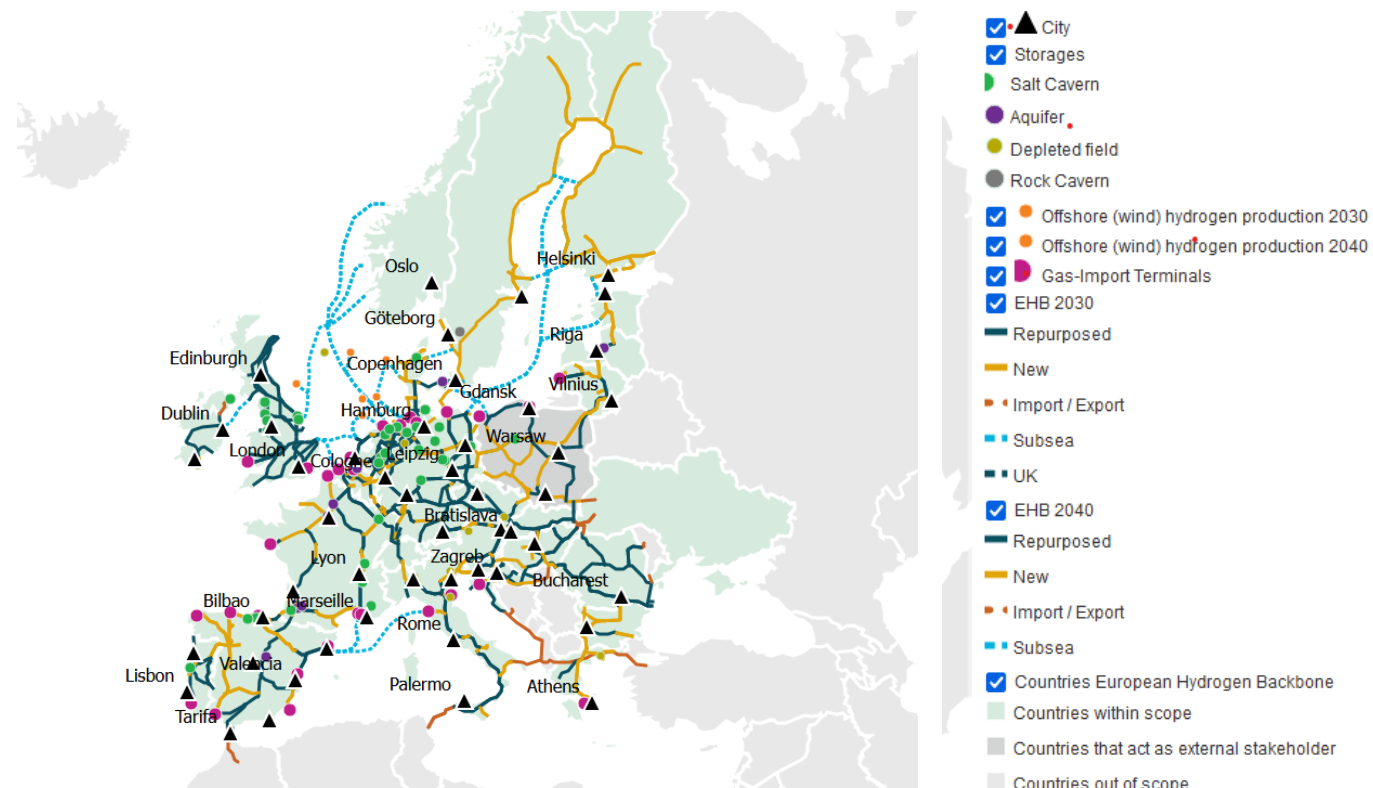 Helsinki
Oslo
Göteborg
Riga
Edinburgh
Copenhagen
Vilnius
Gdansk
Dublin
Hamburg
Warsaw
London
Cologne
Leipzig
Bratislava
Lyon
Zagreb
Bucharest
Bilbao
Marseille
Rome
Valencia
Lisbon
Palermo
Athens
Tarifa
City
Storages
Salt Cavern
Aquifer
Depleted field
Rock Cavern
Offshore (wind) hydrogen production 2030
Offshore (wind) hydrogen production 2040
Gas-Import Terminals
EHB 2030
Repurposed
New
Import / Export
Subsea
UK
EHB 2040
Repurposed
New
Import / Export
Subsea
Countries European Hydrogen Backbone
Countries within scope
Countries that act as external stakeholder
Countries out of scope